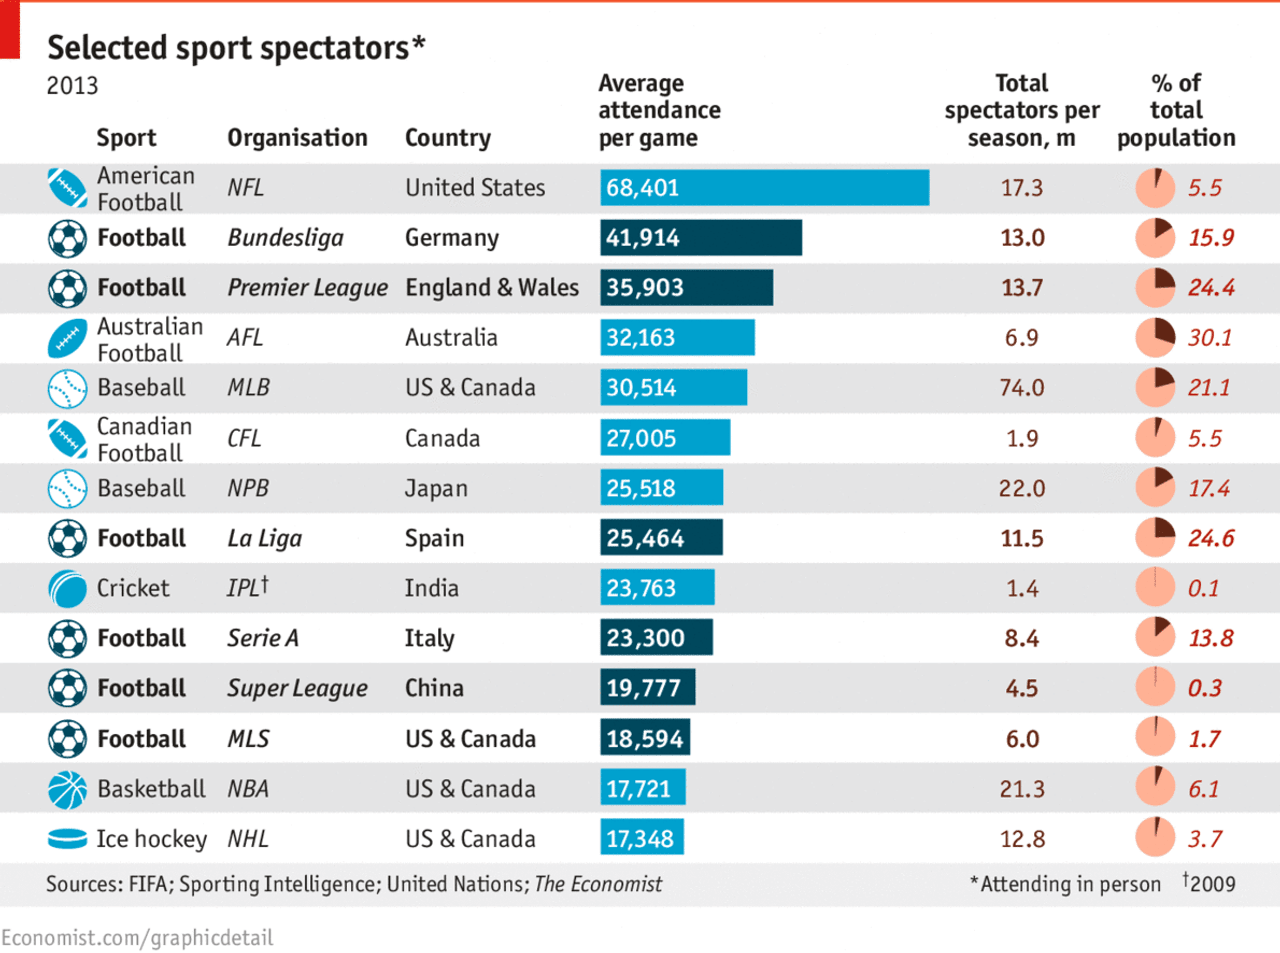 Selected sport spectators*
2013
Average
attendance
per game
Total
spectators per
season, m
% of
total
population
Sport Organisation Country
American
Football NFL United States 68,401 17.3 5.5
Football Bundesliga Germany 41,914 13.0 15.9
Football Premier League England & Wales 35,903 13.7 24.4
Australian
Football AFL Australia 32,163 6.9 30.1
Baseball MLB US & Canada 30,514 74.0 21.1
Canadian
Football CFL Canada 27,005 1.9 5.5
Baseball NPB Japan 25,518 22.0 17.4
Football La Liga Spain 25,464 11.5 24.6
Cricket IPL† India 23,763 1.4 0.1
Football Serie A Italy 23,300 8.4 13.8
Football Super League China 19,777 4.5 0.3
Football MLS US & Canada 18,594 6.0 1.7
Basketball NBA US & Canada 17,721 21.3 6.1
Ice hockey NHL US & Canada 17,348 12.8 3.7
Sources: FIFA; Sporting Intelligence; United Nations; The Economist *Attending in person †2009
Economist.com/graphicdetail